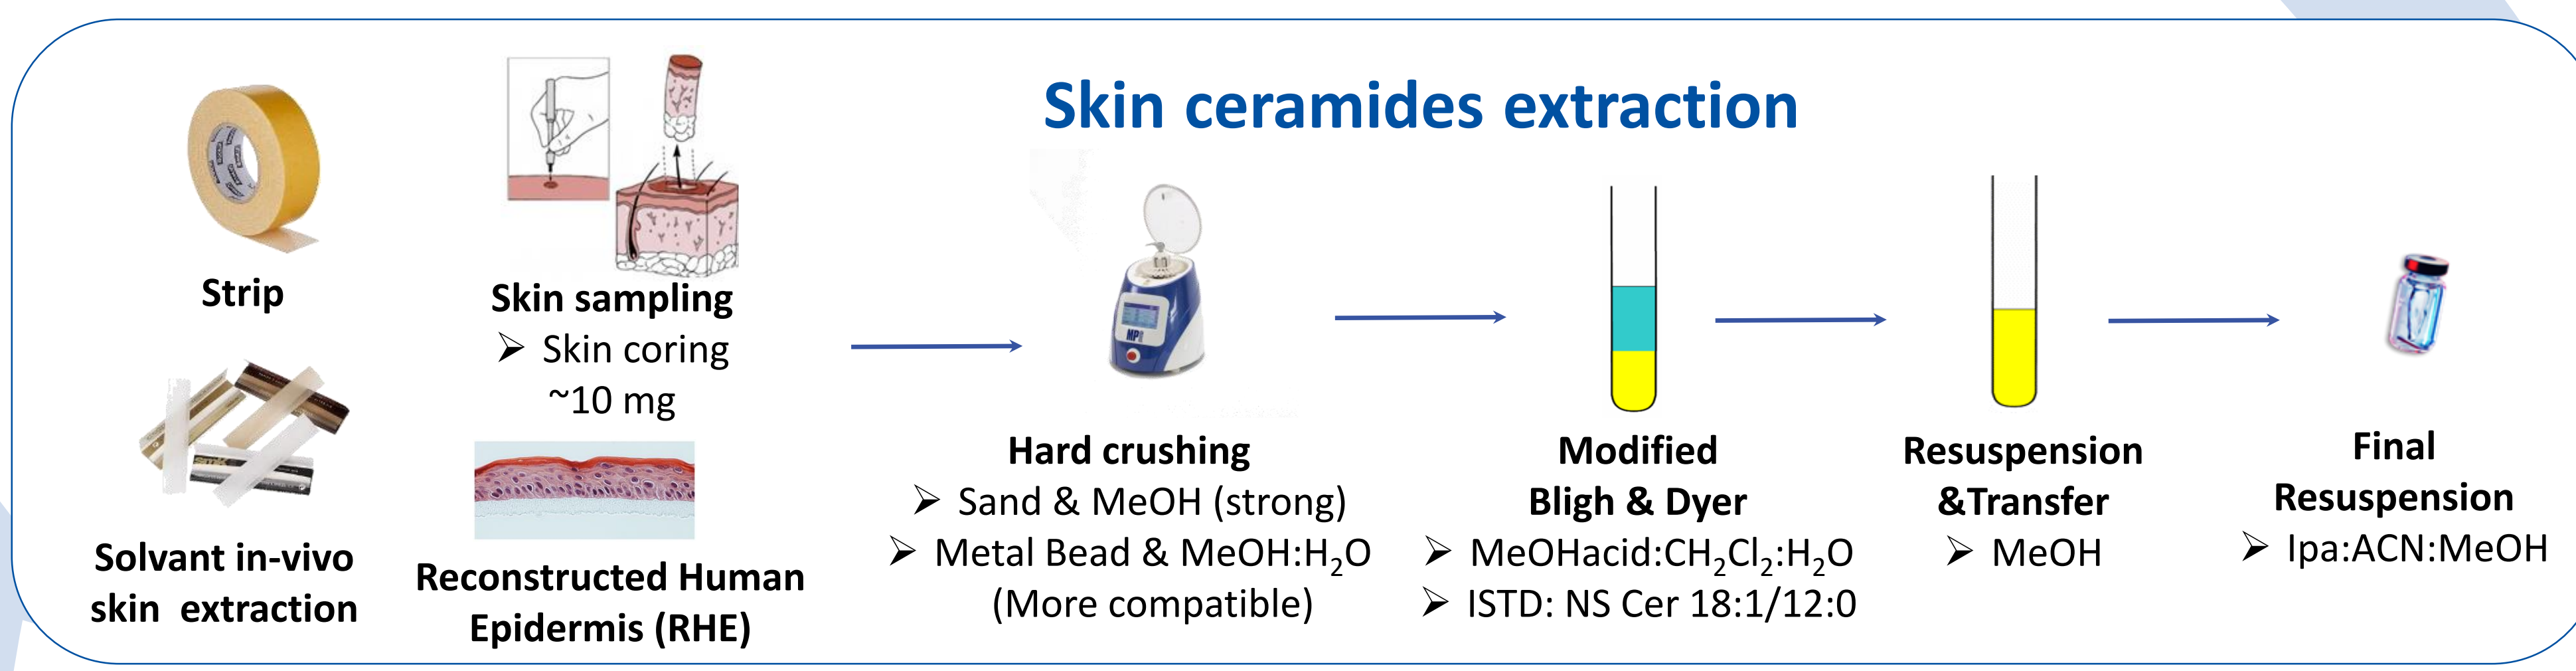 Skin ceramides extraction
Strip
Solvant in-vivo
skin extraction
Skin sampling
➢ Skin coring
~10 mg
Reconstructed Human
Epidermis (RHE)
MP
Hard crushing
➢ Sand & MeOH (strong)
➢ Metal Bead & MeOH:H₂O
(More compatible)
Modified
Bligh & Dyer
➢ MeOHacid:CH₂Cl₂:H₂O
➢ ISTD: NS Cer 18:1/12:0
Resuspension
&Transfer
➢ MeOH
Final
Resuspension
➢ Ipa:ACN:MeOH